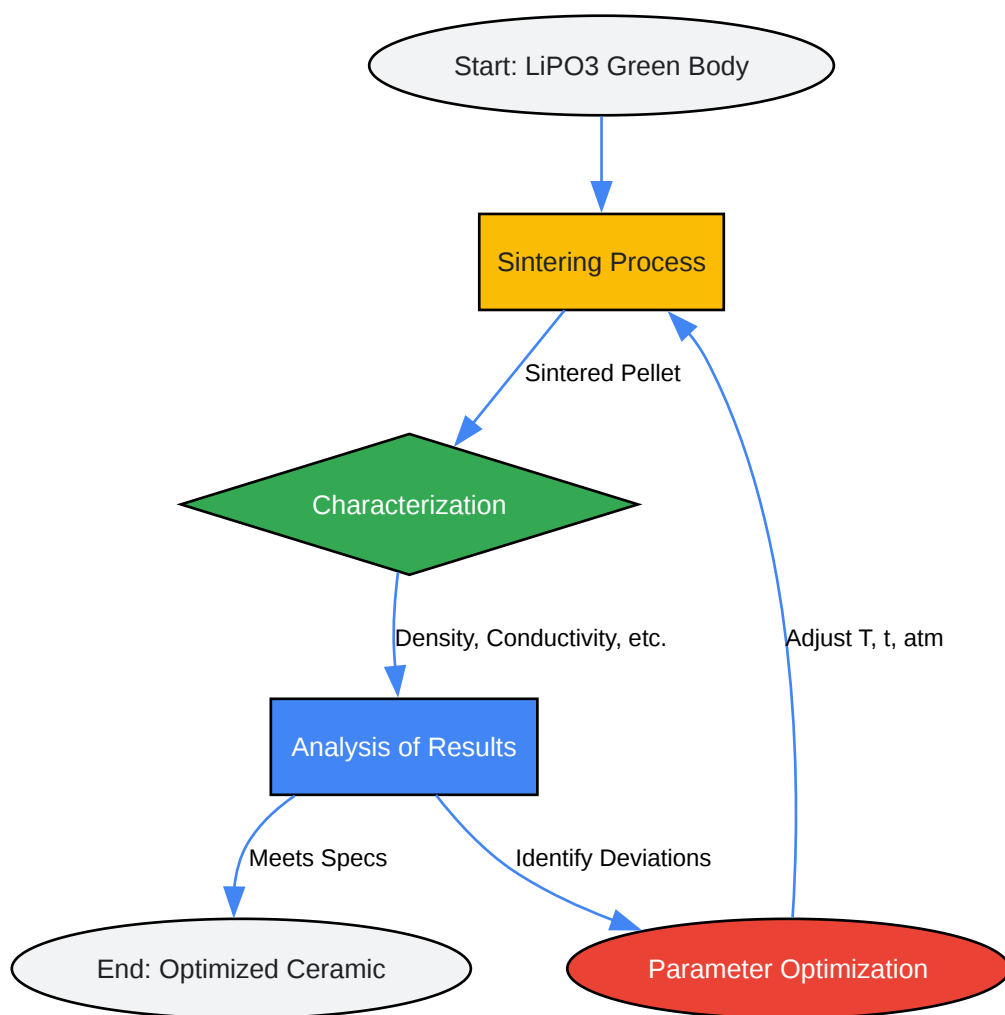 Start: LiPO3 Green Body
Sintering Process
Sintered Pellet
Characterization
Density, Conductivity, etc.
Adjust T, t, atm
Analysis of Results
Meets Specs
Identify Deviations
End: Optimized Ceramic
Parameter Optimization